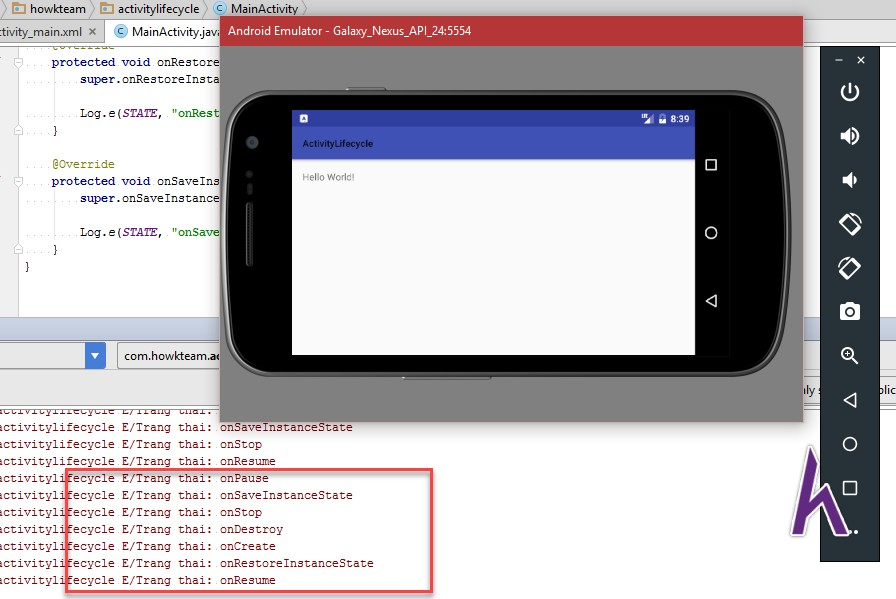 howkteam activitylifecycle MainActivity
ctivity_main.xml MainActivity.java
@Override
protected void onRestore
super.onRestoreInsta
Log.e(STATE, "onRest
}
@Override
protected void onSaveIns
super.onSaveInstance
Log.e(STATE, "onSave
}
}
Android Emulator - Galaxy_Nexus_API_24:5554
8:39
ActivityLifecycle
Hello World!
com.howkteam.ac
nly s
plic
activitylifecycle E/Trang thai:
activitylifecycle E/Trang thai: onSaveInstanceState
activitylifecycle E/Trang thai: onStop
activitylifecycle E/Trang thai: onResume
activitylifecycle E/Trang thai: onPause
activitylifecycle E/Trang thai: onSaveInstanceState
activitylifecycle E/Trang thai: onStop
activitylifecycle E/Trang thai: onDestroy
activitylifecycle E/Trang thai: onCreate
activitylifecycle E/Trang thai: onRestoreInstanceState
activitylifecycle E/Trang thai: onResume
h